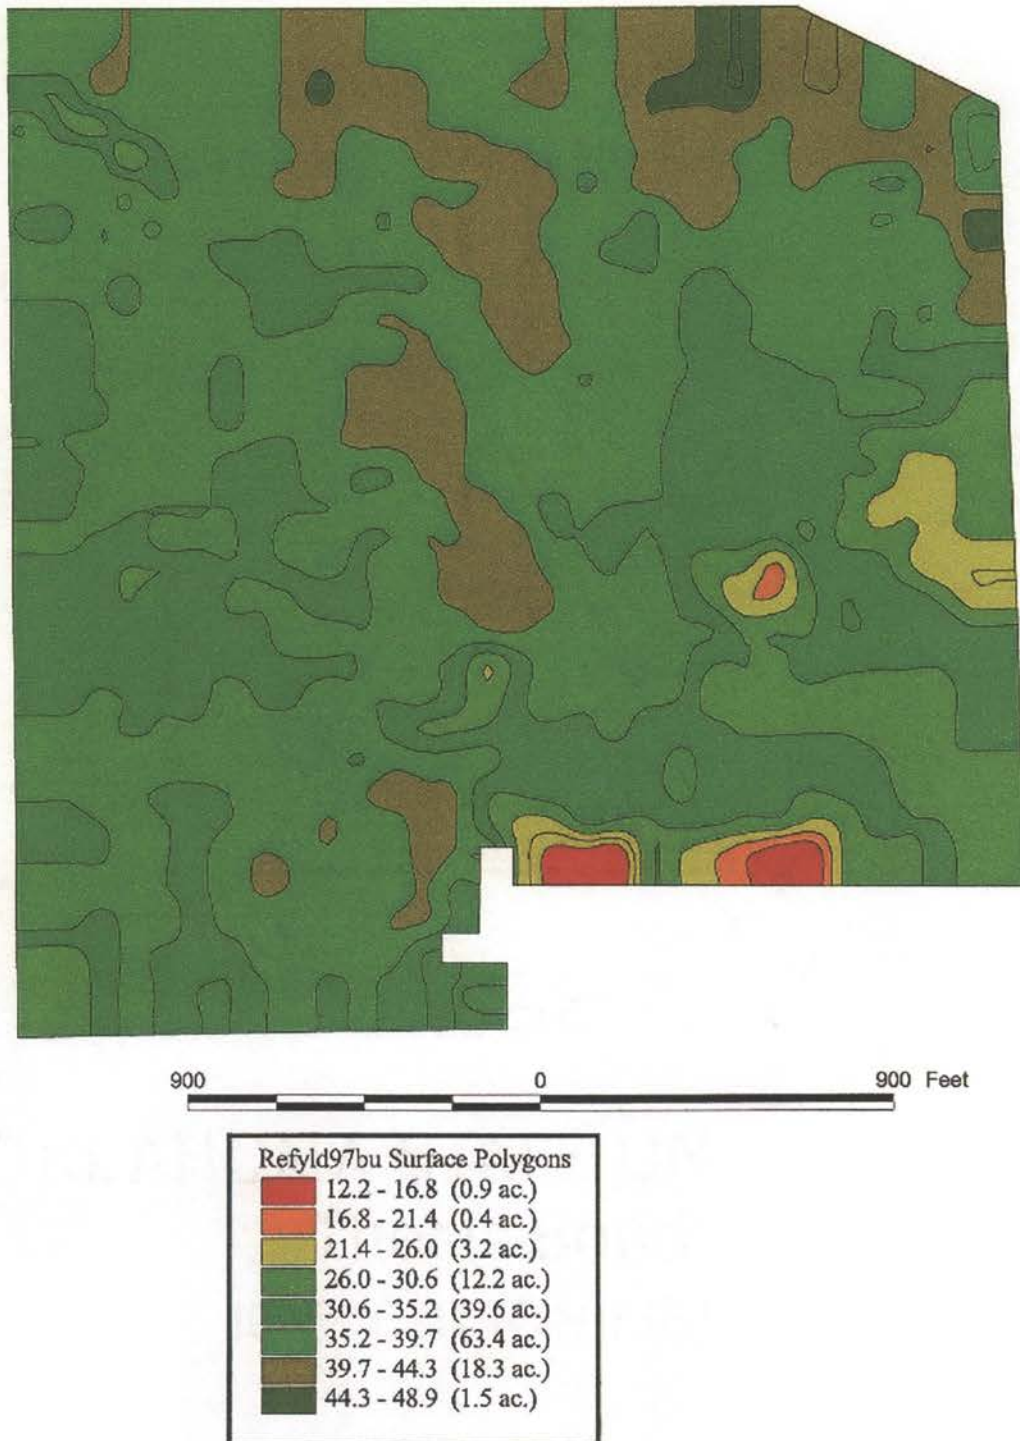 900 0 900 Feet
Refyld97bu Surface Polygons
12.2 - 16.8 (0.9 ac.)
16.8 - 21.4 (0.4 ac.)
21.4 - 26.0 (3.2 ac.)
26.0 - 30.6 (12.2 ac.)
30.6 - 35.2 (39.6 ac.)
35.2 - 39.7 (63.4 ac.)
39.7 - 44.3 (18.3 ac.)
44.3 - 48.9 (1.5 ac.)